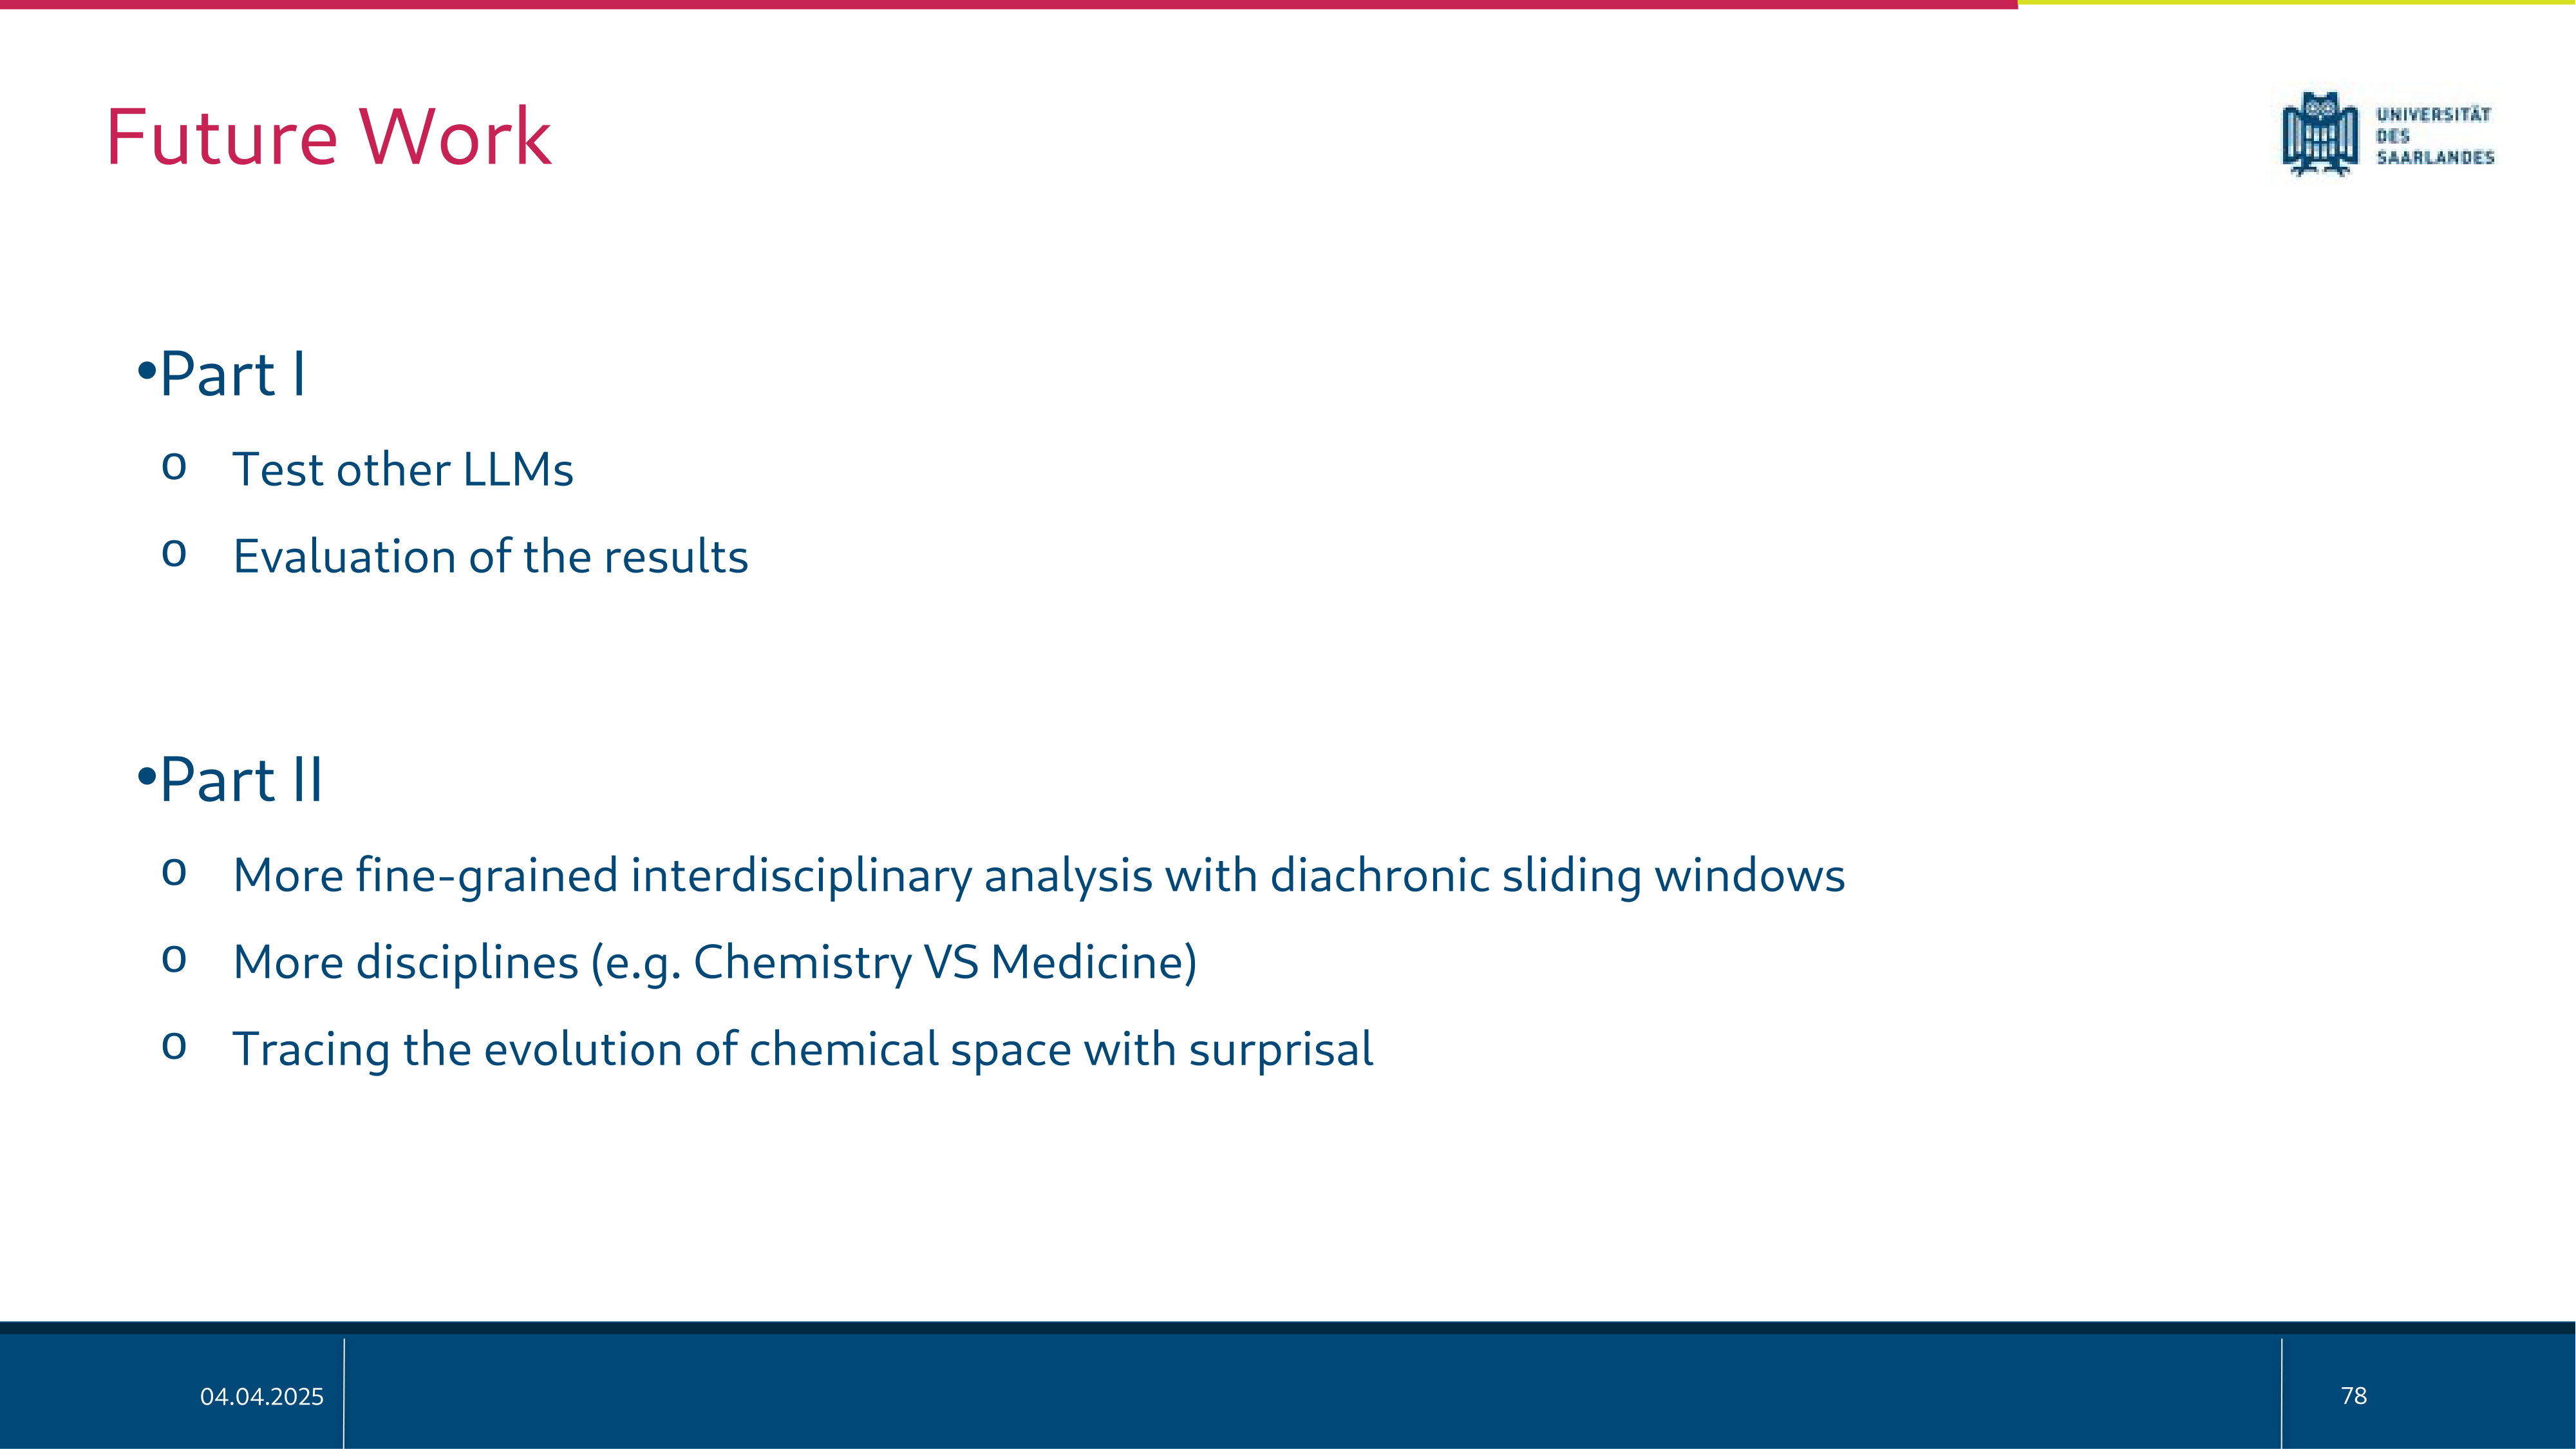 Future Work
UNIVERSITÄT
DES
SAARLANDES
•Part I
o Test other LLMs
o Evaluation of the results
•Part II
o More fine-grained interdisciplinary analysis with diachronic sliding windows
o More disciplines (e.g. Chemistry VS Medicine)
o Tracing the evolution of chemical space with surprisal
04.04.2025
78